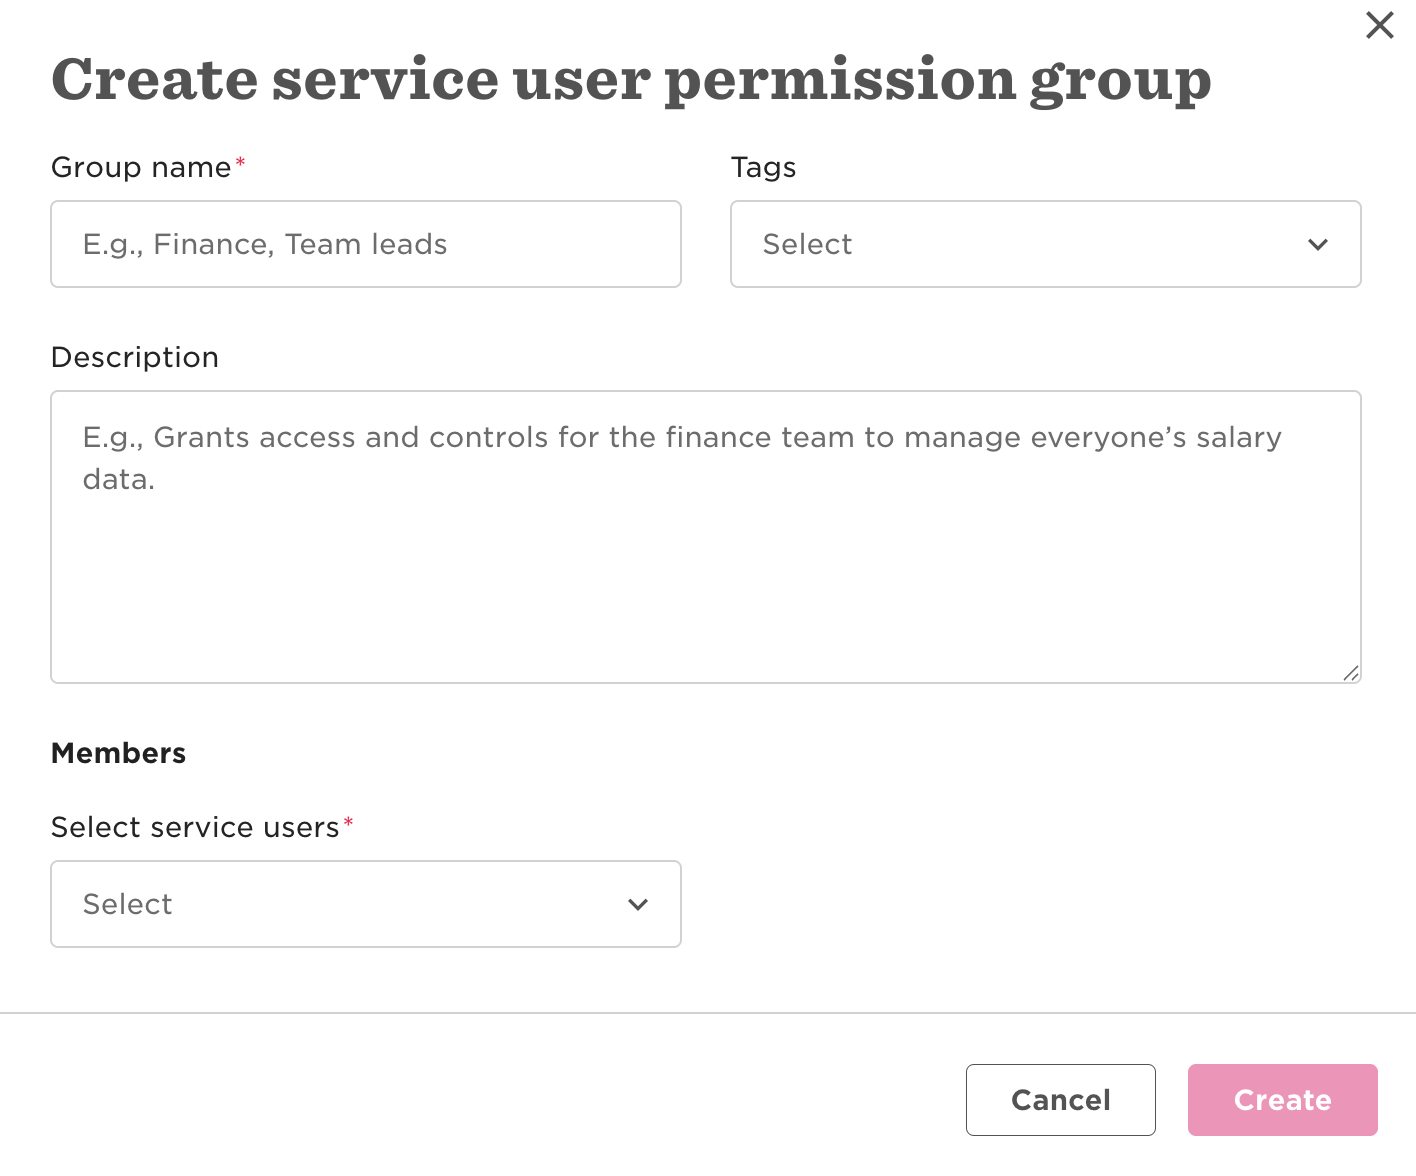 Create service user permission group
Group name*
Tags
E.g., Finance, Team leads
Select
Description
E.g., Grants access and controls for the finance team to manage everyone’s salary
data.
Members
Select service users*
Select
Cancel
Create